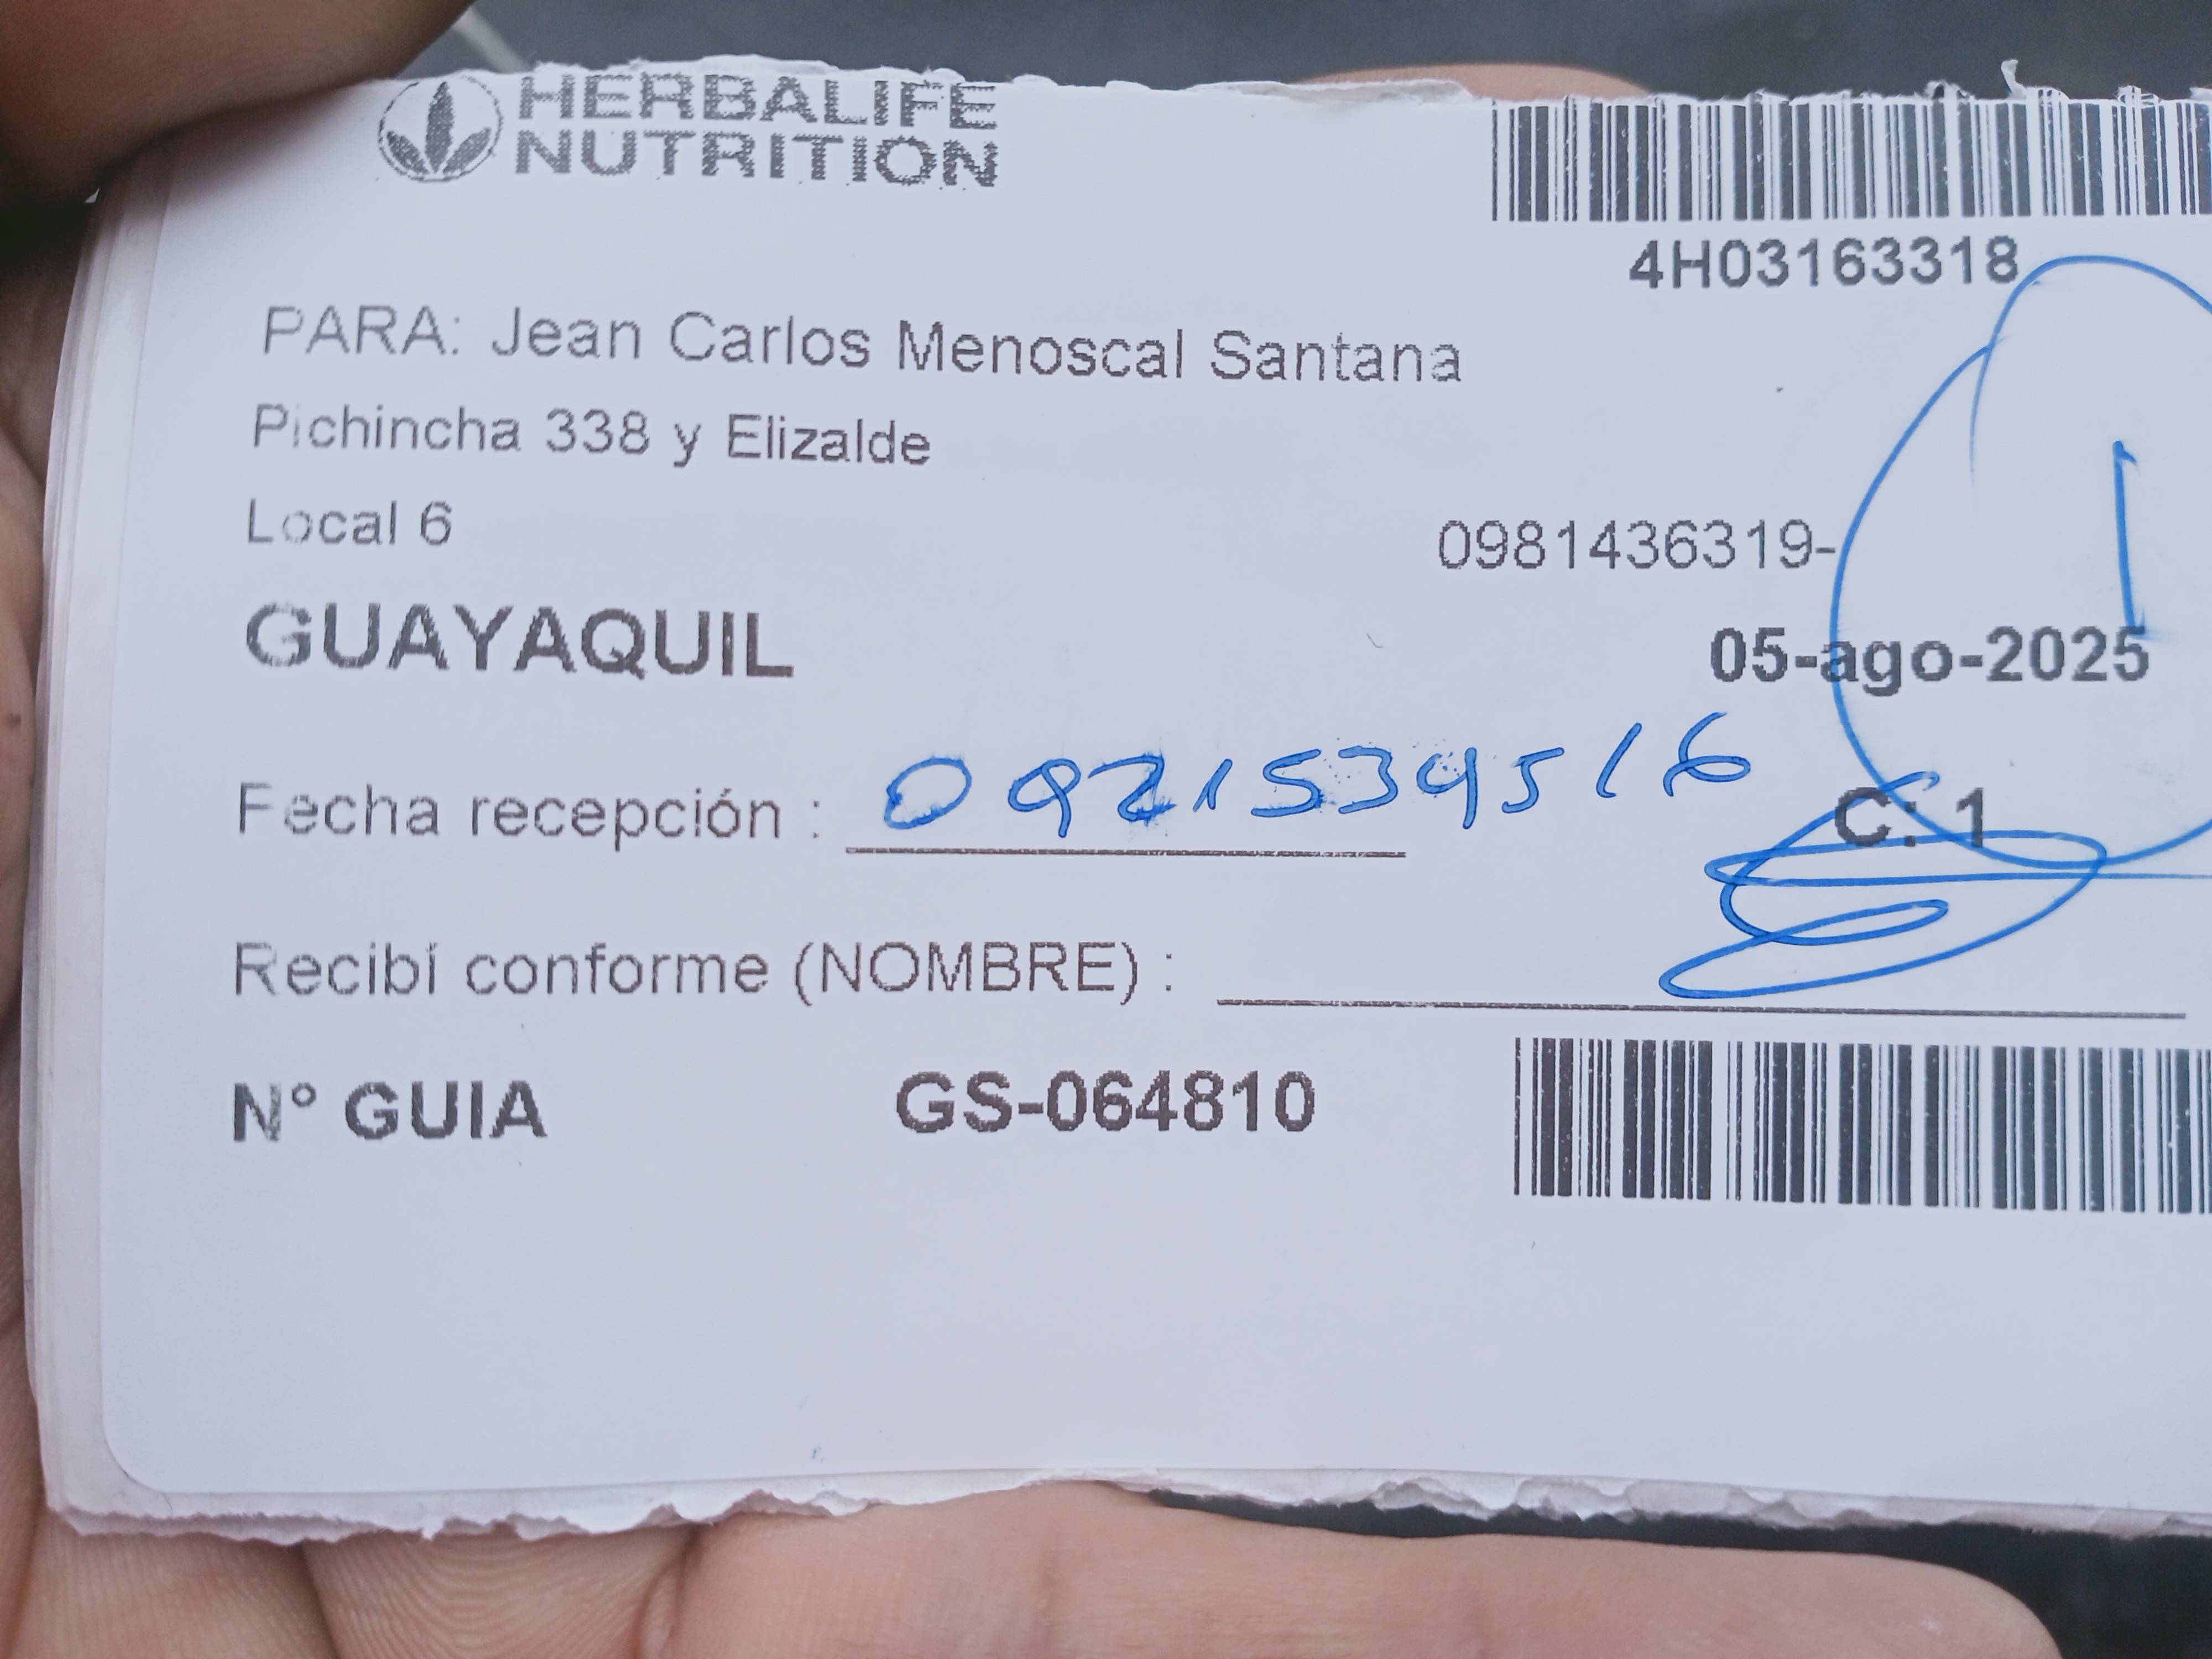 HERBALIFE
NUTRITION
4H03163318
PARA: Jean Carlos Menoscal Santana
Pichincha 338 y Elizalde
Local 6
0981436319-
GUAYAQUIL
05-ago-2025
1
Fecha recepción : 0921539516
C: 1
Recibí conforme (NOMBRE) :
N° GUIA GS-064810